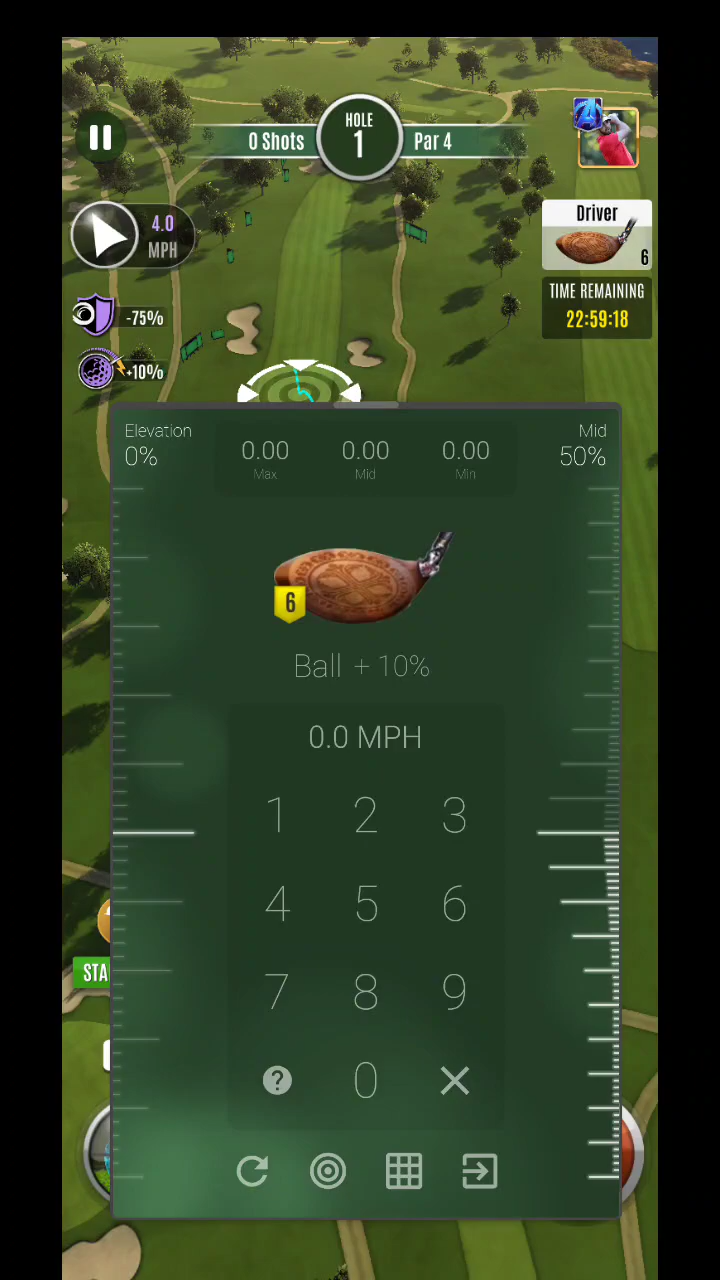 HOLE
1
0 Shots
Par 4
4.0
MPH
Driver
6
TIME REMAINING
22:59:18
-75%
+10%
Elevation
0%
0.00
Max
0.00
Mid
0.00
Min
Mid
50%
6
Ball + 10%
0.0 MPH
1 2 3
4 5 6
7 8 9
? 0
STA